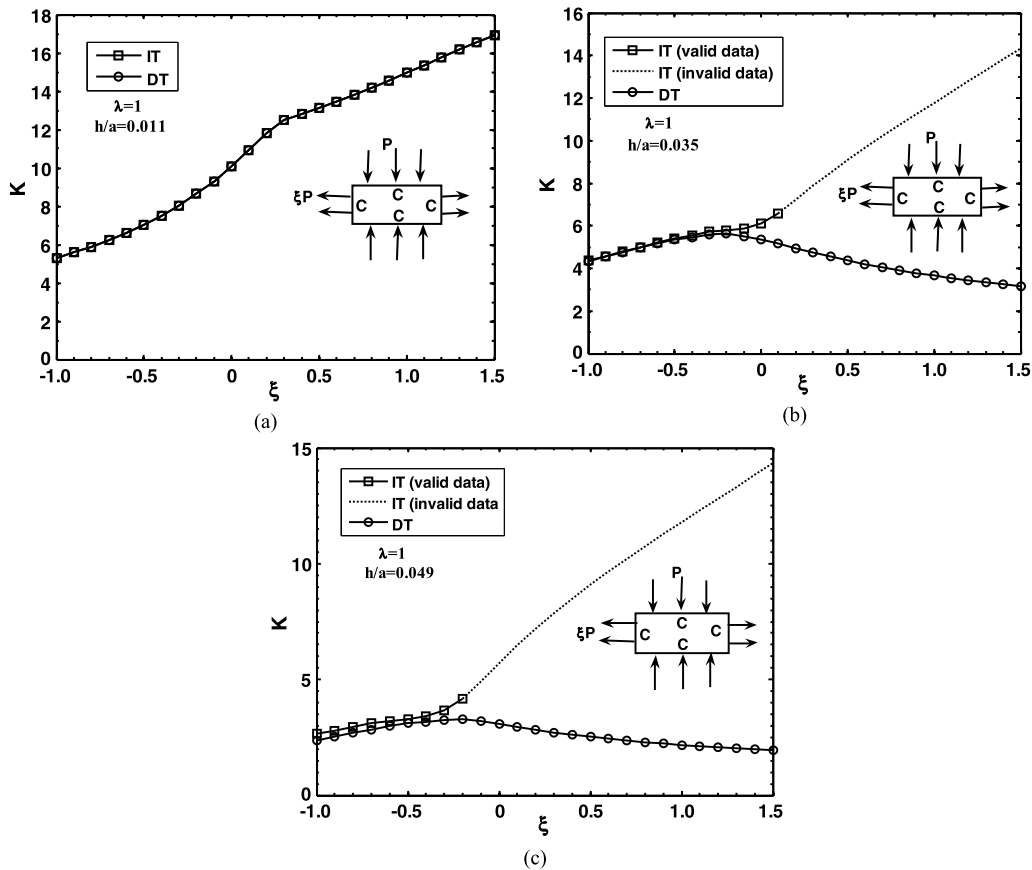 18
16
14
12
10
8
6
4
2
0
K
IT
DT
λ=1
h/a=0.011
P
ξP
C
C
C
C
-1.0
-0.5
0
0.5
1.0
1.5
ξ
(a)
16
14
12
10
8
6
4
2
0
K
IT (valid data)
IT (invalid data)
DT
λ=1
h/a=0.035
P
ξP
C
C
C
C
-1.0
-0.5
0
0.5
1.0
1.5
ξ
(b)
15
10
5
0
K
IT (valid data)
IT (invalid data
DT
λ=1
h/a=0.049
P
ξP
C
C
C
C
-1.0
-0.5
0
0.5
1.0
1.5
ξ
(c)